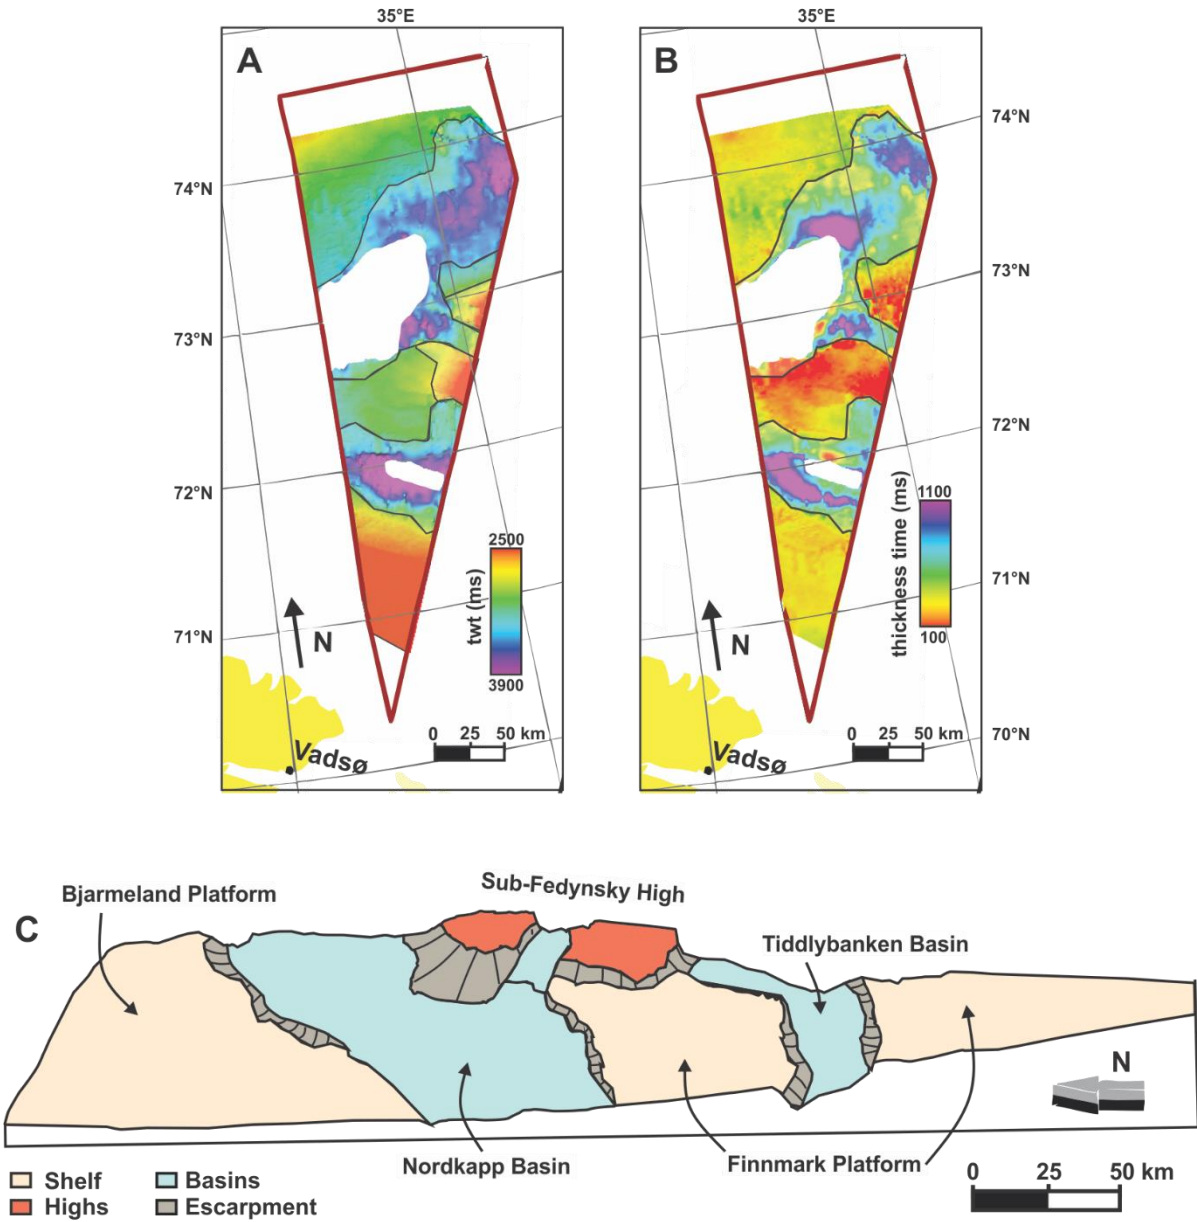 35°E
35°E
A
B
74°N
74°N
73°N
73°N
72°N
72°N
71°N
71°N
70°N
2500
twt (ms)
3900
1100
thickness time (ms)
100
N
N
0 25 50 km
0 25 50 km
Vadsø
Vadsø
C
Bjarmeland Platform
Sub-Fedynsky High
Tiddlybanken Basin
N
Nordkapp Basin
Finnmark Platform
Shelf
Basins
Highs
Escarpment
0 25 50 km